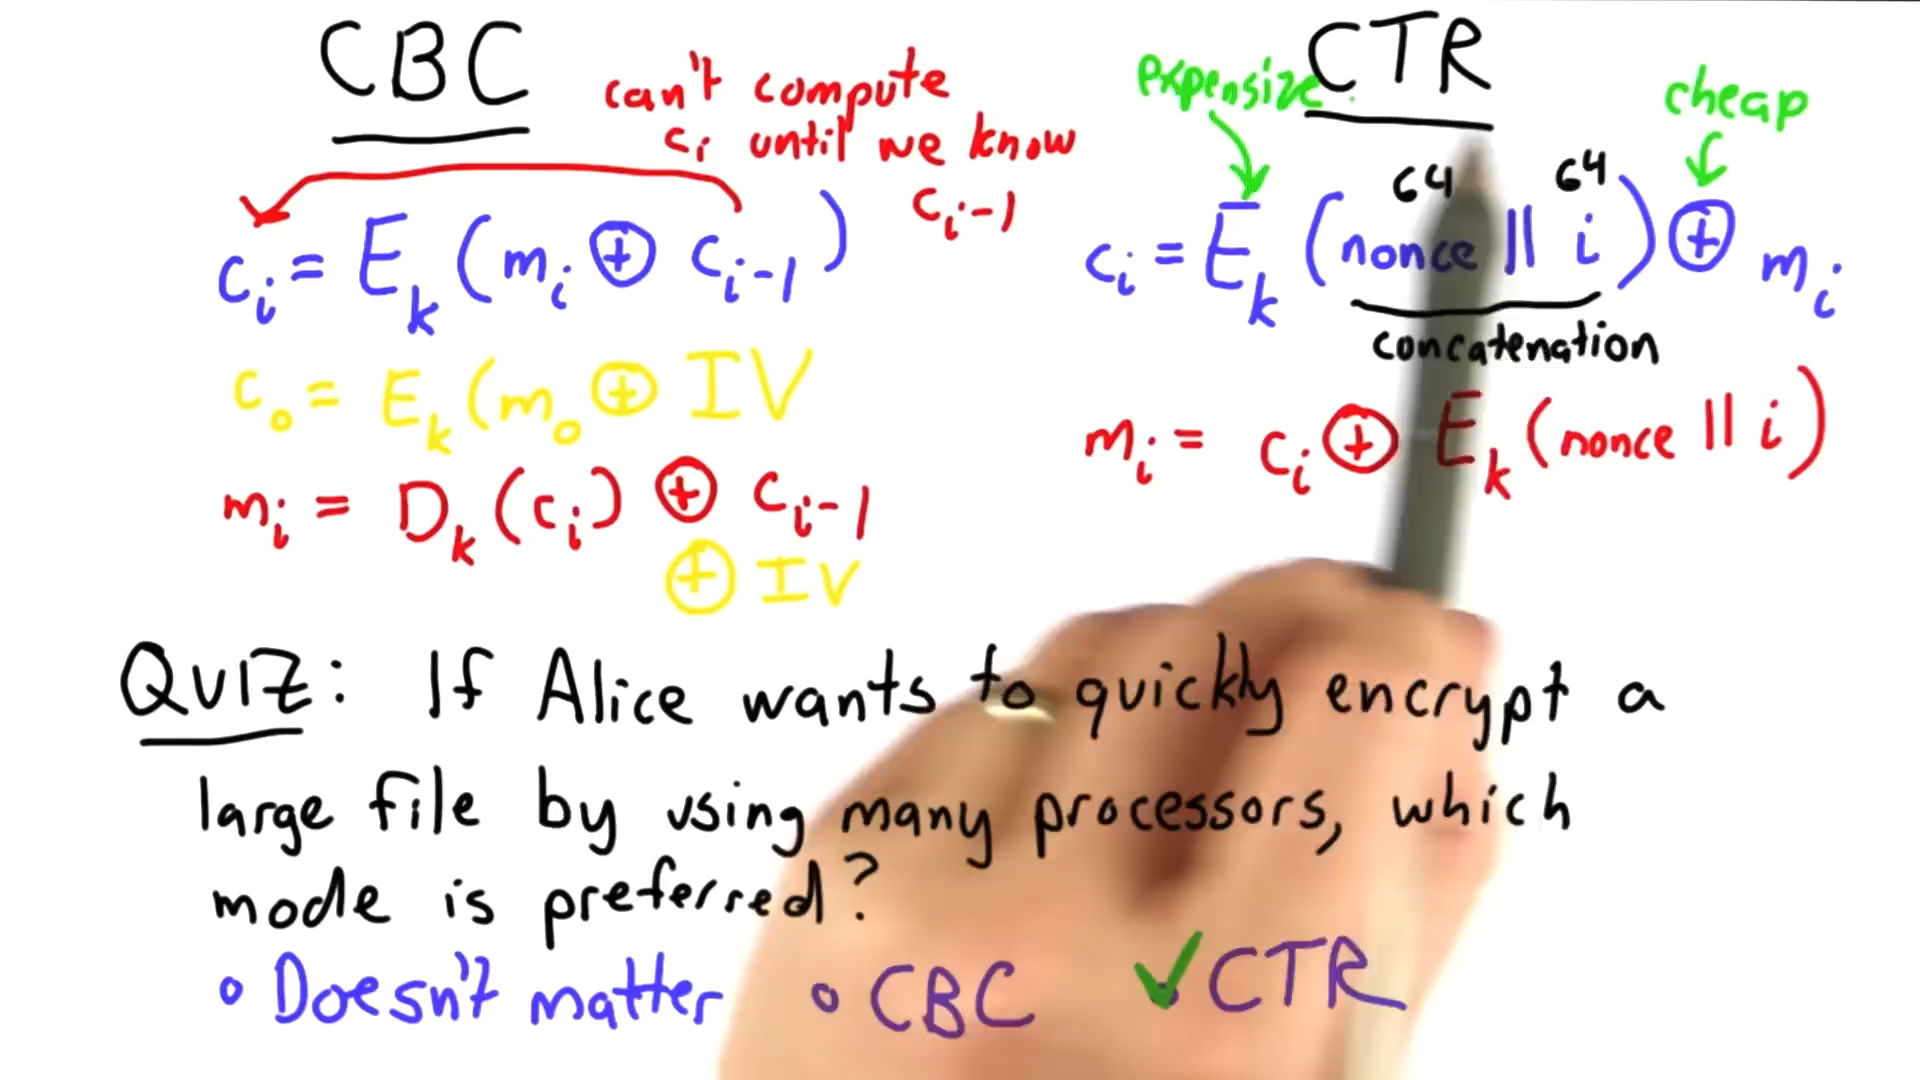 CBC
can't compute
cᵢ until we know
cᵢ₋₁
cᵢ = Eₖ(mᵢ ⊕ cᵢ₋₁)
c₀ = Eₖ(m₀ ⊕ IV
mᵢ = Dₖ(cᵢ) ⊕ cᵢ₋₁
⊕ IV
CTR
expensize
cheap
64 64
cᵢ = Eₖ(nonce || i) ⊕ mᵢ
concatenation
mᵢ = cᵢ ⊕ Eₖ(nonce || i)
QUIZ: If Alice wants to quickly encrypt a
large file by using many processors, which
mode is preferred?
Doesn't matter CBC ✓ CTR